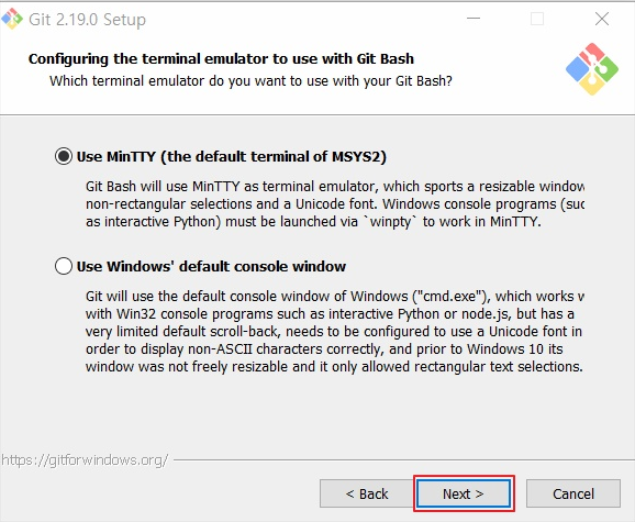 Git 2.19.0 Setup
Configuring the terminal emulator to use with Git Bash
Which terminal emulator do you want to use with your Git Bash?
Use MinTTY (the default terminal of MSYS2)
Git Bash will use MinTTY as terminal emulator, which sports a resizable window
non-rectangular selections and a Unicode font. Windows console programs (suc
as interactive Python) must be launched via `winpty` to work in MinTTY.
Use Windows' default console window
Git will use the default console window of Windows ("cmd.exe"), which works w
with Win32 console programs such as interactive Python or node.js, but has a
very limited default scroll-back, needs to be configured to use a Unicode font in
order to display non-ASCII characters correctly, and prior to Windows 10 its
window was not freely resizable and it only allowed rectangular text selections.
https://gitforwindows.org/
< Back
Next >
Cancel